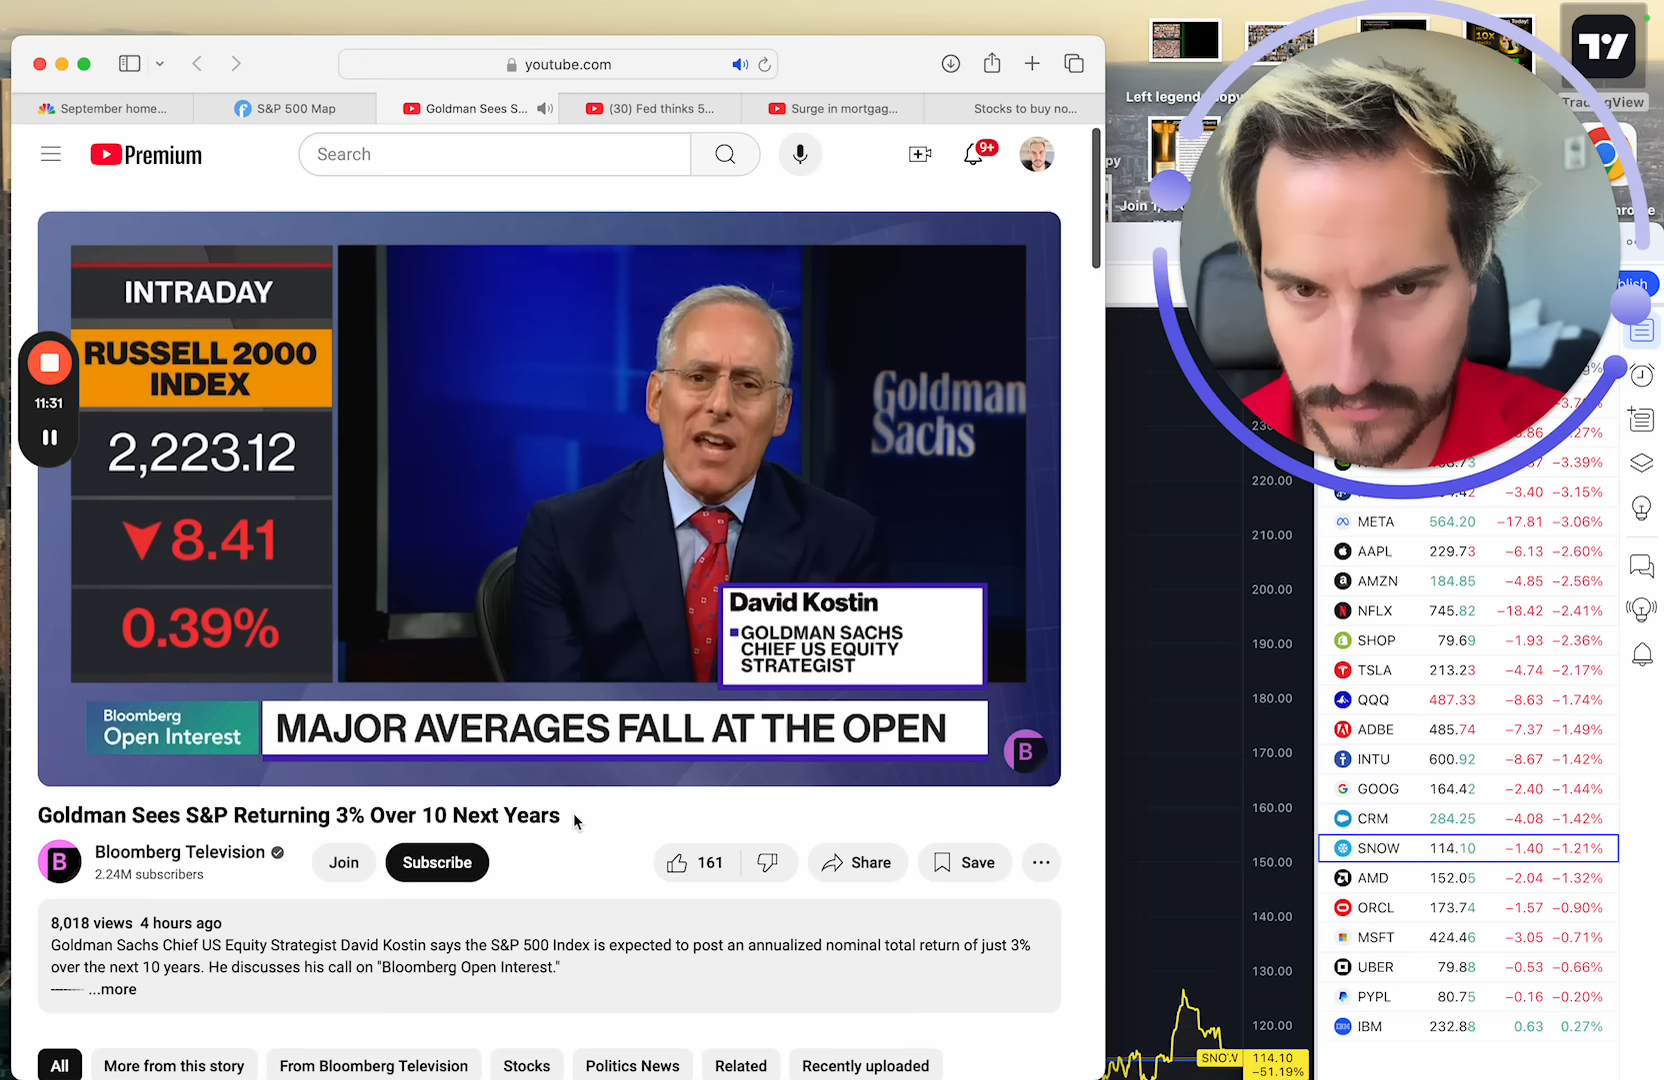 youtube.com
September home...
S&P 500 Map
Goldman Sees S...
(30) Fed thinks 5...
Surge in mortgag...
Stocks to buy no...
Premium
Search
9+
INTRADAY
RUSSELL 2000
INDEX
2,223.12
8.41
0.39%
11:31
Goldman
Sachs
David Kostin
GOLDMAN SACHS
CHIEF US EQUITY
STRATEGIST
Bloomberg
Open Interest
MAJOR AVERAGES FALL AT THE OPEN
B
Goldman Sees S&P Returning 3% Over 10 Next Years
B
Bloomberg Television
2.24M subscribers
Join
Subscribe
161
Share
Save
8,018 views 4 hours ago
Goldman Sachs Chief US Equity Strategist David Kostin says the S&P 500 Index is expected to post an annualized nominal total return of just 3%
over the next 10 years. He discusses his call on "Bloomberg Open Interest."
...more
All
More from this story
From Bloomberg Television
Stocks
Politics News
Related
Recently uploaded
Left legend copy
TradingView
10x
Join
220.00
210.00
200.00
190.00
180.00
170.00
160.00
150.00
140.00
130.00
120.00
SNOW
114.10
−51.19%
−3.39%
−3.40 −3.15%
META 564.20 −17.81 −3.06%
AAPL 229.73 −6.13 −2.60%
AMZN 184.85 −4.85 −2.56%
NFLX 745.82 −18.42 −2.41%
SHOP 79.69 −1.93 −2.36%
TSLA 213.23 −4.74 −2.17%
QQQ 487.33 −8.63 −1.74%
ADBE 485.74 −7.37 −1.49%
INTU 600.92 −8.67 −1.42%
GOOG 164.42 −2.40 −1.44%
CRM 284.25 −4.08 −1.42%
SNOW 114.10 −1.40 −1.21%
AMD 152.05 −2.04 −1.32%
ORCL 173.74 −1.57 −0.90%
MSFT 424.46 −3.05 −0.71%
UBER 79.88 −0.53 −0.66%
PYPL 80.75 −0.16 −0.20%
IBM 232.88 0.63 0.27%